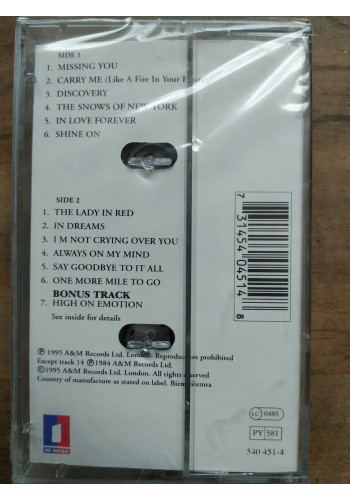 SIDE 1
1. MISSING YOU
2. CARRY ME (Like A Fire In Your Heart)
3. DISCOVERY
4. THE SNOWS OF NEW YORK
5. IN LOVE FOREVER
6. SHINE ON
SIDE 2
1. THE LADY IN RED
2. IN DREAMS
3. I M NOT CRYING OVER YOU
4. ALWAYS ON MY MIND
5. SAY GOODBYE TO IT ALL
6. ONE MORE MILE TO GO
BONUS TRACK
7. HIGH ON EMOTION
See inside for details
℗ 1995 A&M Records Ltd. London. Reproduction prohibited
Except track 14 ℗ 1984 A&M Records Ltd.
©1995 A&M Records Ltd. London. All rights reserved
Country of manufacture as stated on label. Biem/Stemra
7 31454 04514 8
LC 0485
PY 581
540 451-4